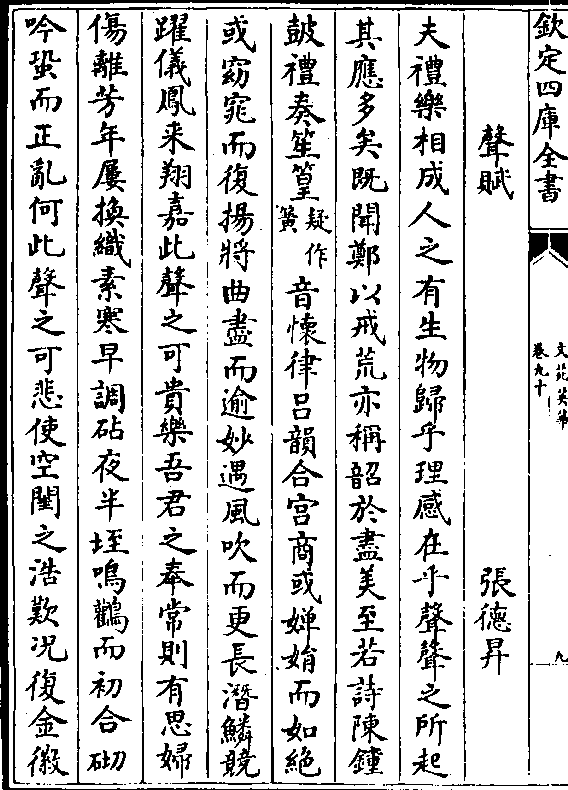 欽定四庫全書
文苑英華
卷九十
九
聲賦
張德昇
夫禮樂相成人之有生物歸乎理感在乎聲聲之所起
其應多矣既聞鄭以戒荒亦稱韶於盡美至若詩陳鍾
鼓禮奏笙篁疑作簧音懷律吕韻合宫商或嬋娟而如絶
或窈窕而復揚將曲盡而逾妙遇風吹而更長潛鱗競
躍儀鳳来翔嘉此聲之可貴樂吾君之奉常則有思婦
傷離芳年屢換織素寒早調砧夜半垤鳴鸛而初合砌
吟蛩而正亂何此聲之可悲使空閨之浩歎况復金徽